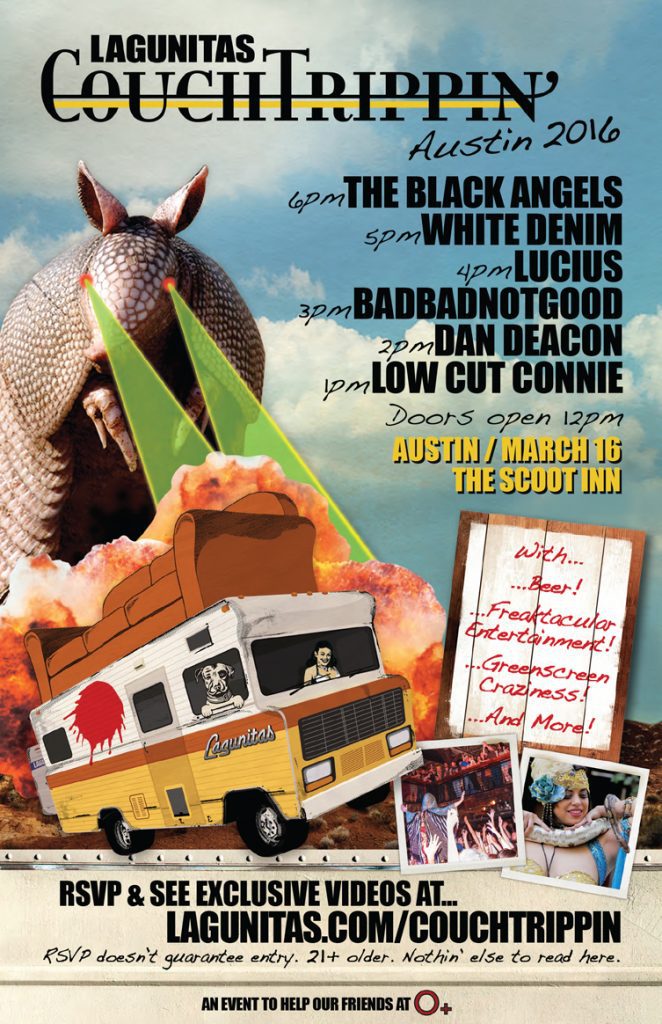 LAGUNITAS
COUCHTRIPPIN'
Austin 2016
6pm THE BLACK ANGELS
5pm WHITE DENIM
4pm LUCIUS
3pm BADBADNOTGOOD
2pm DAN DEACON
1pm LOW CUT CONNIE
Doors open 12pm
AUSTIN / MARCH 16
THE SCOOT INN
With...
...Beer!
...Freaktacular
Entertainment!
...Greenscreen
Craziness!
...And More!
Lagunitas
RSVP & SEE EXCLUSIVE VIDEOS AT...
LAGUNITAS.COM/COUCHTRIPPIN
RSVP doesn't guarantee entry. 21+ older. Nothin' else to read here.
AN EVENT TO HELP OUR FRIENDS AT O+